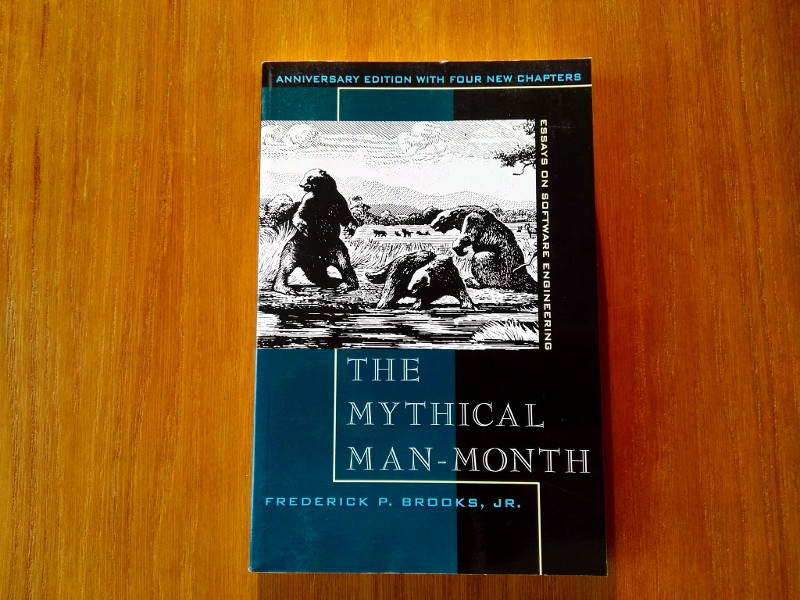 ANNIVERSARY EDITION WITH FOUR NEW CHAPTERS
ESSAYS ON SOFTWARE ENGINEERING
THE
MYTHICAL
MAN-MONTH
FREDERICK P. BROOKS, JR.